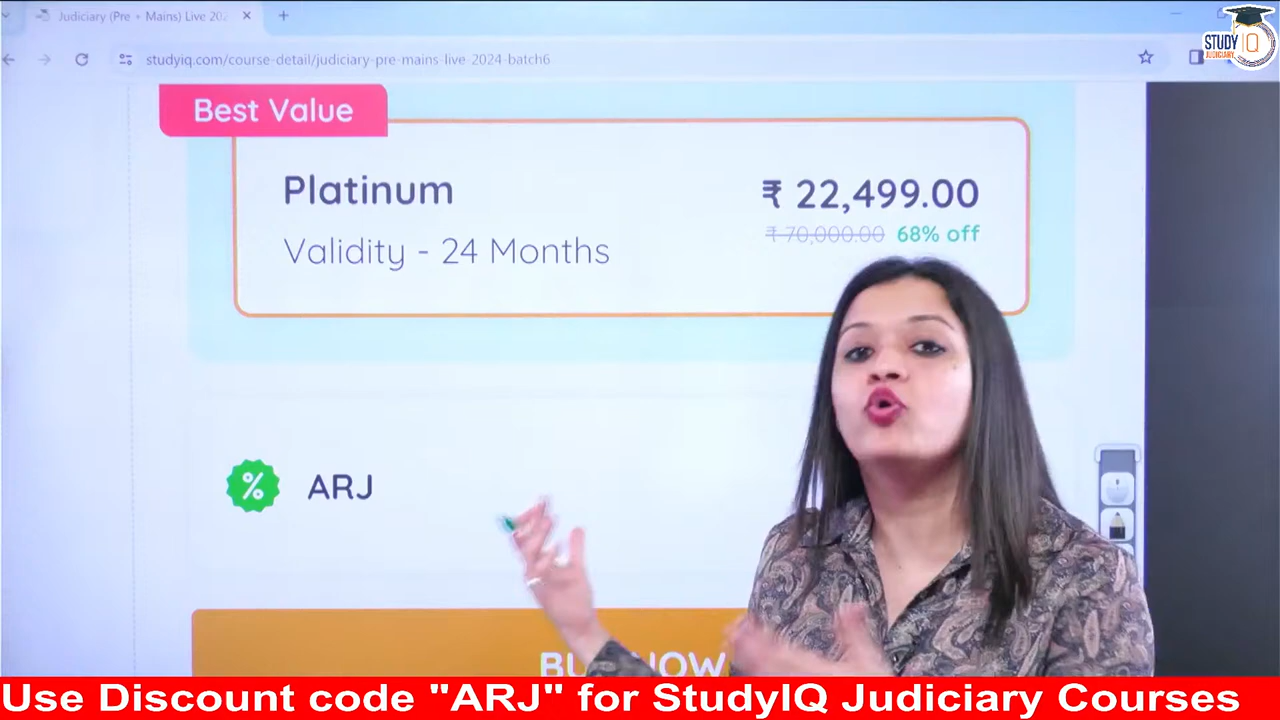 Judiciary (Pre + Mains) Live 202
studyiq.com/course-detail/judiciary-pre-mains-live-2024-batch6
STUDY IQ
JUDICIARY
Best Value
Platinum
₹ 22,499.00
₹ 70,000.00 68% off
Validity - 24 Months
% ARJ
NOW
Use Discount code "ARJ" for StudyIQ Judiciary Courses